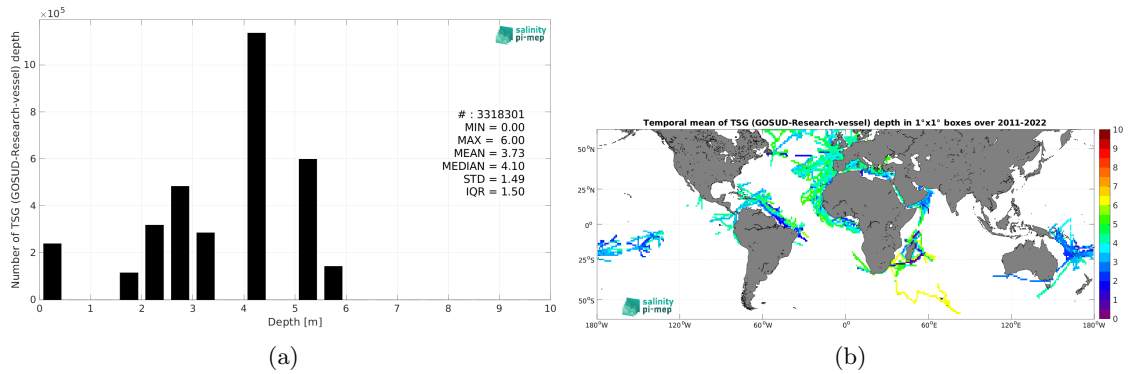 ×10⁵
10
8
6
4
2
0
Number of TSG (GOSUD-Research-vessel) depth
salinity
pi-mep
# : 3318301
MIN = 0.00
MAX = 6.00
MEAN = 3.73
MEDIAN = 4.10
STD = 1.49
IQR = 1.50
0 1 2 3 4 5 6 7 8 9 10
Depth [m]
(a)
Temporal mean of TSG (GOSUD-Research-vessel) depth in 1°x1° boxes over 2011-2022
50°N
25°N
0°
25°S
50°S
salinity
pi-mep
180°W 120°W 60°W 0° 60°E 120°E 180°W
10
9
8
7
6
5
4
3
2
1
0
(b)